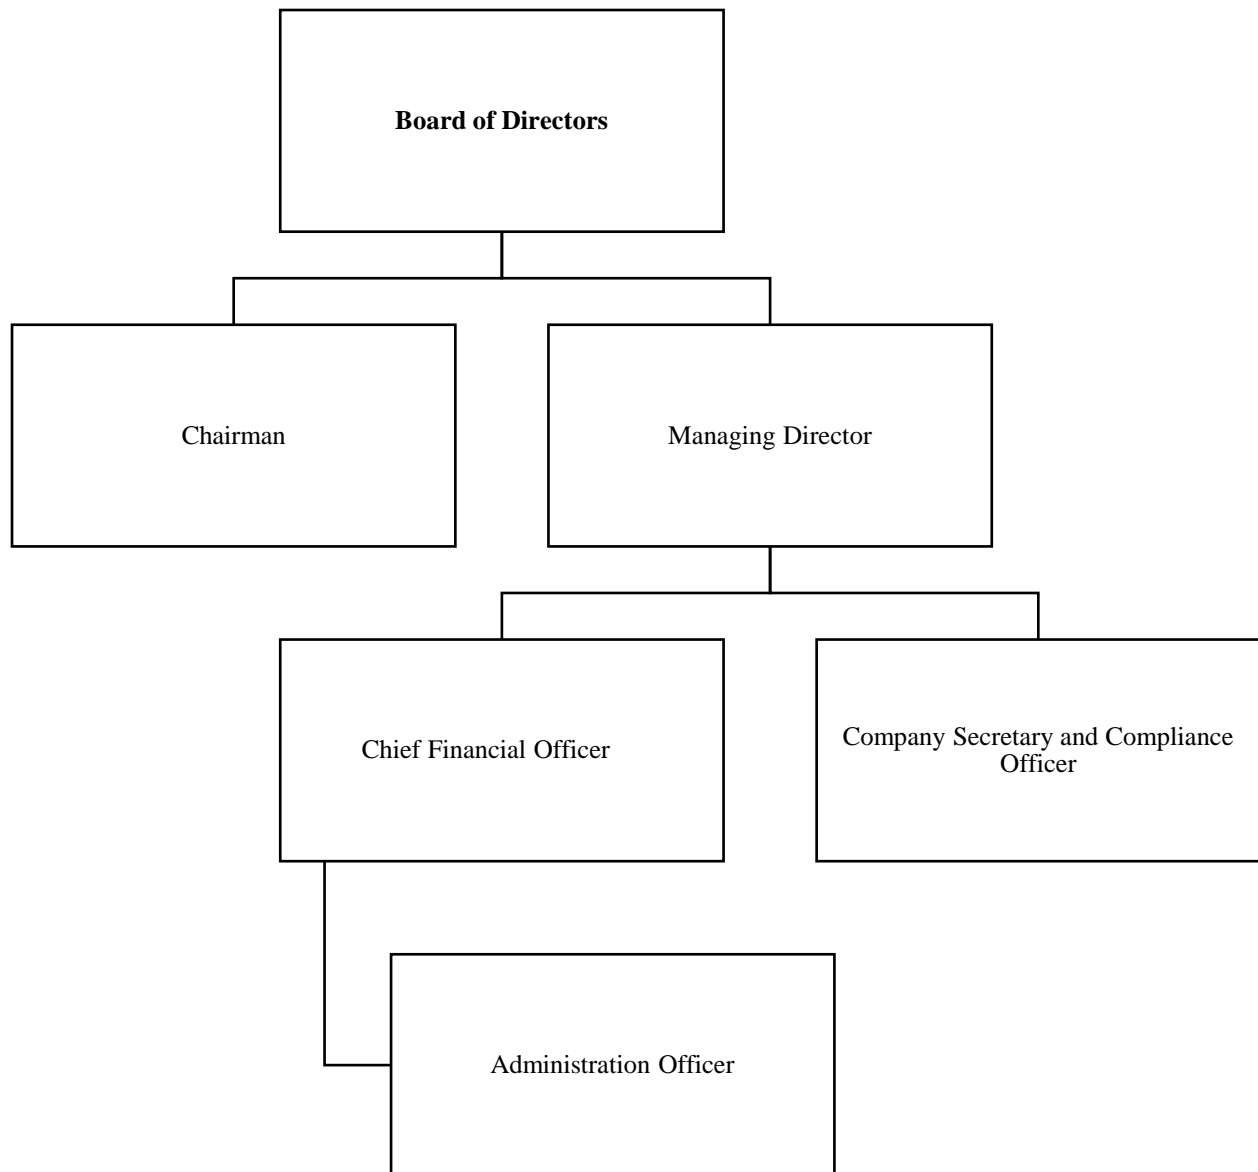 Board of Directors
Chairman
Managing Director
Chief Financial Officer
Company Secretary and Compliance
Officer
Administration Officer